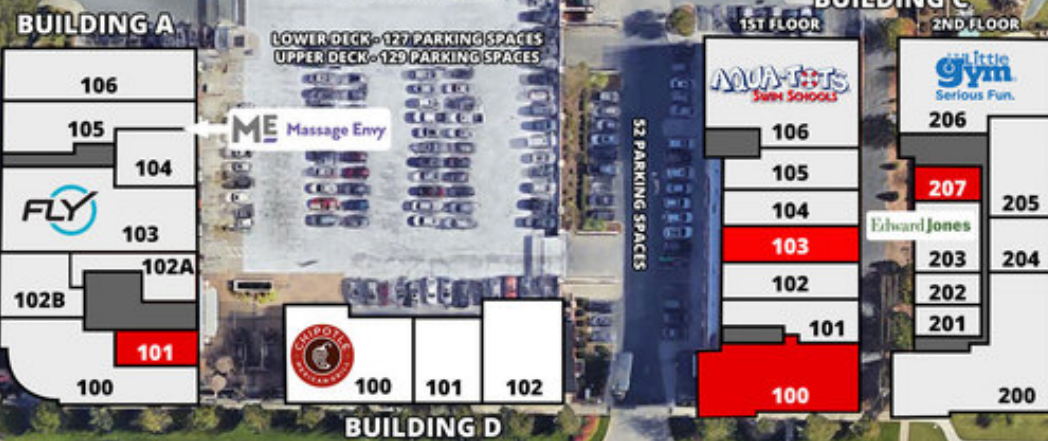 BUILDING A
106
105
104
FLY
103
102A
102B
101
100
LOWER DECK - 127 PARKING SPACES
UPPER DECK - 129 PARKING SPACES
ME Massage Envy
CHIPOTLE
MEXICAN GRILL
100
101
102
BUILDING D
52 PARKING SPACES
BUILDING C
1ST FLOOR
AQUA-TOTS
SWIM SCHOOLS
106
105
104
103
102
101
100
2ND FLOOR
the Little
gym
Serious Fun.
206
207
205
Edward Jones
203
204
202
201
200